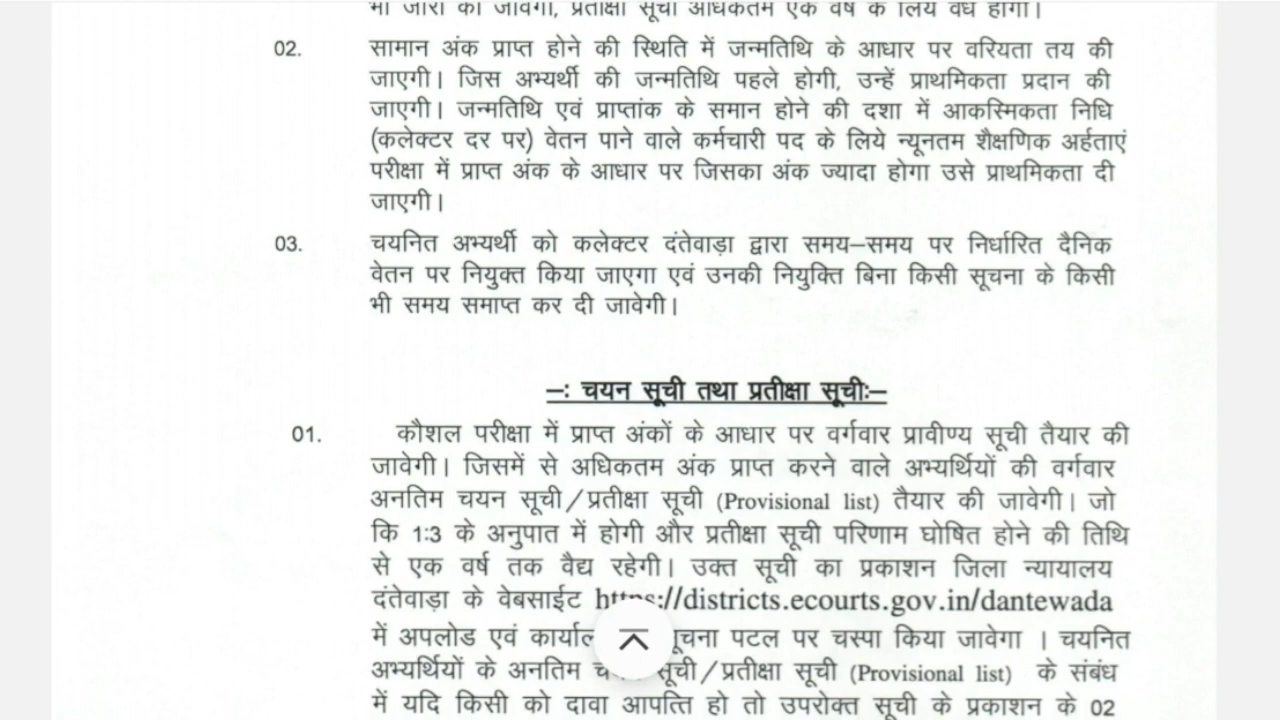 भी जारी की जावेगी, प्रतीक्षा सूची अधिकतम एक वर्ष के लिये वैध होगी।
02. सामान अंक प्राप्त होने की स्थिति में जन्मतिथि के आधार पर वरियता तय की
जाएगी। जिस अभ्यर्थी की जन्मतिथि पहले होगी, उन्हें प्राथमिकता प्रदान की
जाएगी। जन्मतिथि एवं प्राप्तांक के समान होने की दशा में आकस्मिकता निधि
(कलेक्टर दर पर) वेतन पाने वाले कर्मचारी पद के लिये न्यूनतम शैक्षणिक अर्हताएं
परीक्षा में प्राप्त अंक के आधार पर जिसका अंक ज्यादा होगा उसे प्राथमिकता दी
जाएगी।
03. चयनित अभ्यर्थी को कलेक्टर दंतेवाड़ा द्वारा समय–समय पर निर्धारित दैनिक
वेतन पर नियुक्त किया जाएगा एवं उनकी नियुक्ति बिना किसी सूचना के किसी
भी समय समाप्त कर दी जावेगी।
–: चयन सूची तथा प्रतीक्षा सूची:–
01. कौशल परीक्षा में प्राप्त अंकों के आधार पर वर्गवार प्रावीण्य सूची तैयार की
जावेगी। जिसमें से अधिकतम अंक प्राप्त करने वाले अभ्यर्थियों की वर्गवार
अनतिम चयन सूची/प्रतीक्षा सूची (Provisional list) तैयार की जावेगी। जो
कि 1:3 के अनुपात में होगी और प्रतीक्षा सूची परिणाम घोषित होने की तिथि
से एक वर्ष तक वैद्य रहेगी। उक्त सूची का प्रकाशन जिला न्यायालय
दंतेवाड़ा के वेबसाईट https://districts.ecourts.gov.in/dantewada
में अपलोड एवं पटल पर चस्पा किया जावेगा । चयनित
अभ्यर्थियों के अनतिम सूची/प्रतीक्षा सूची (Provisional list) के संबंध
में यदि किसी को दावा आपत्ति हो तो उपरोक्त सूची के प्रकाशन के 02